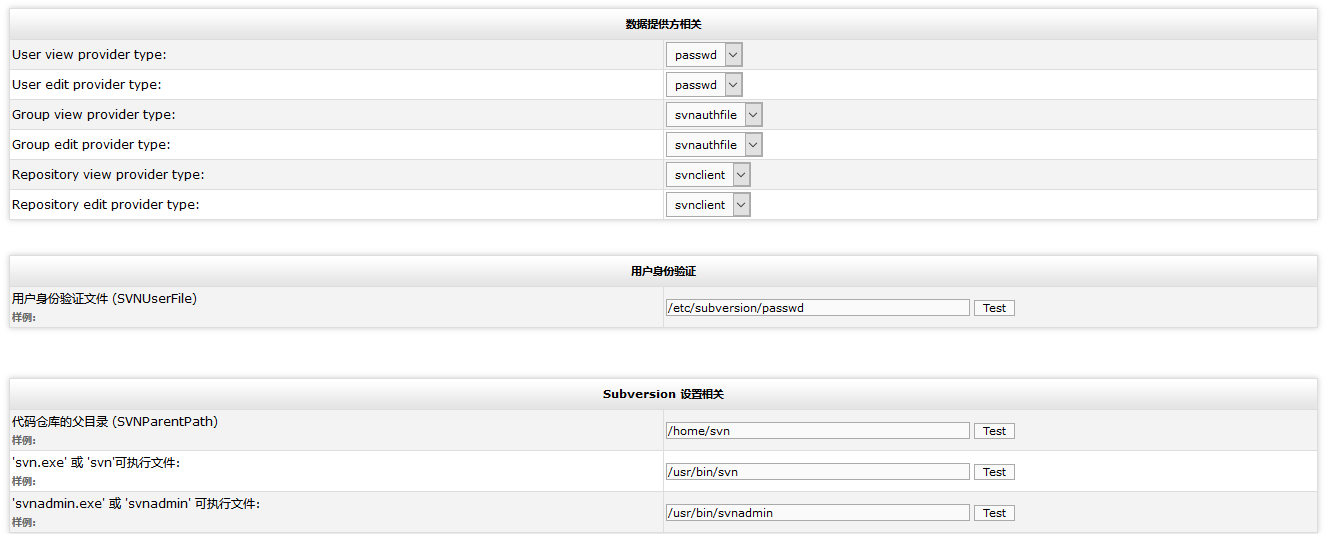 数据提供方相关
User view provider type: passwd
User edit provider type: passwd
Group view provider type: svnauthfile
Group edit provider type: svnauthfile
Repository view provider type: svnclient
Repository edit provider type: svnclient
用户身份验证
用户身份验证文件 (SVNUserFile)
样例:
/etc/subversion/passwd Test
Subversion 设置相关
代码仓库的父目录 (SVNParentPath)
样例:
/home/svn Test
'svn.exe' 或 'svn'可执行文件:
样例:
/usr/bin/svn Test
'svnadmin.exe' 或 'svnadmin' 可执行文件:
样例:
/usr/bin/svnadmin Test